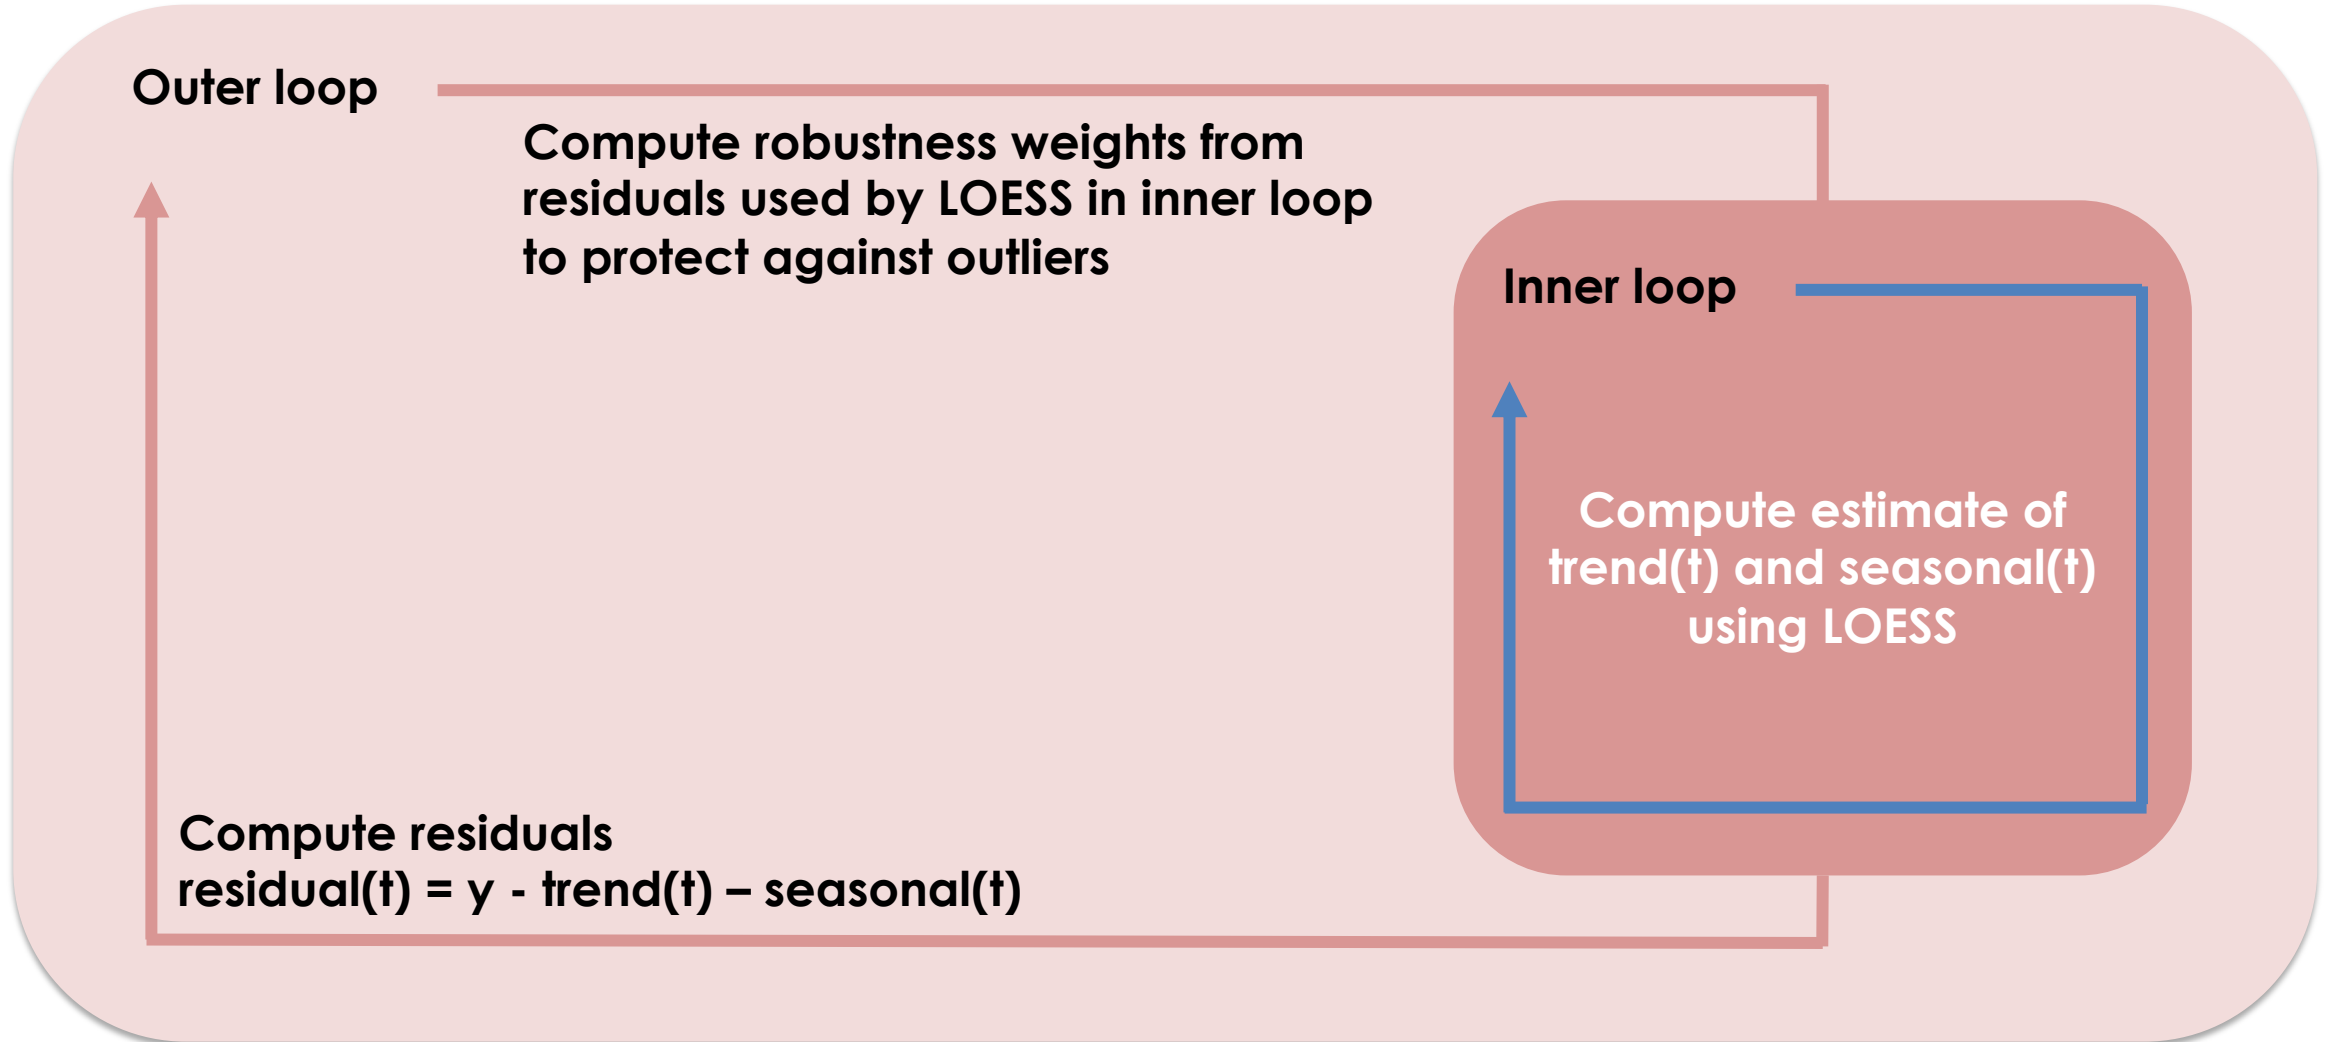 Outer loop
Compute robustness weights from
residuals used by LOESS in inner loop
to protect against outliers
Inner loop
Compute estimate of
trend(t) and seasonal(t)
using LOESS
Compute residuals
residual(t) = y - trend(t) – seasonal(t)